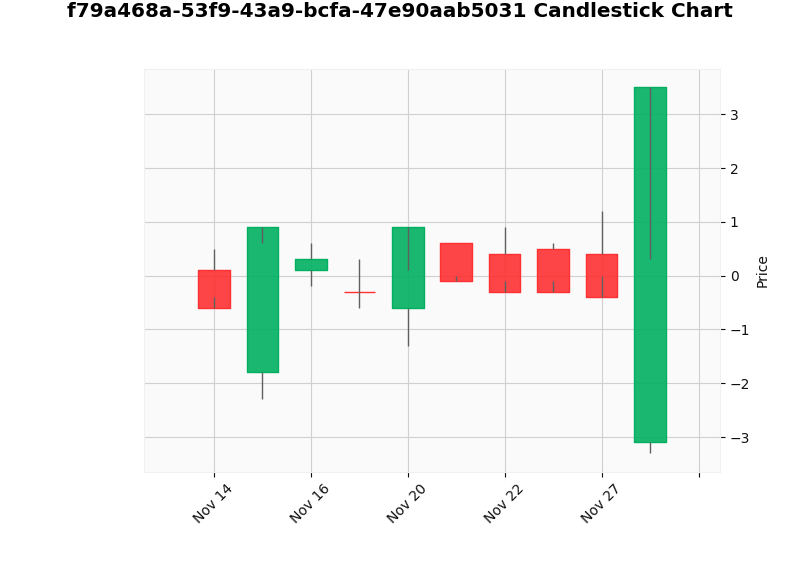 f79a468a-53f9-43a9-bcfa-47e90aab5031 Candlestick Chart
3
2
1
0
−1
−2
−3
Price
Nov 14
Nov 16
Nov 20
Nov 22
Nov 27